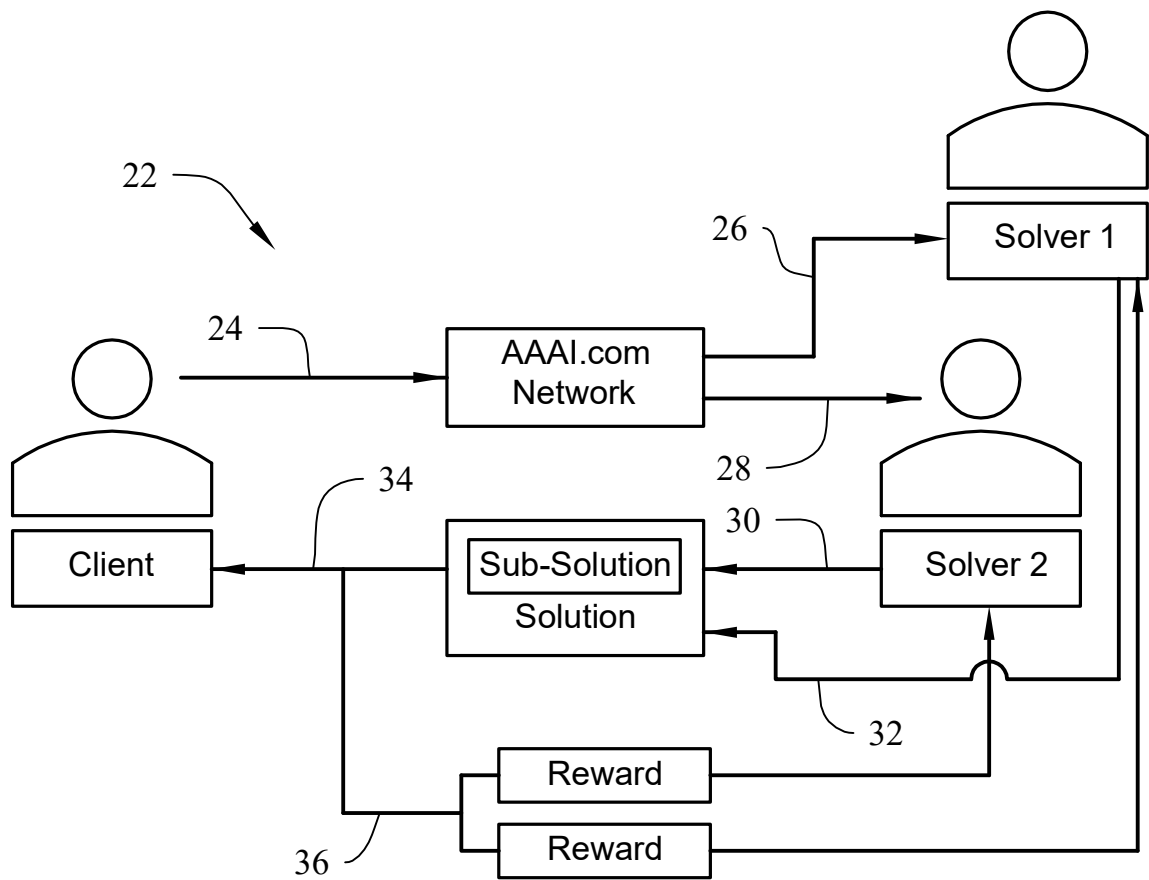 22
26
Solver 1
24
AAAI.com
Network
28
34
30
Client
Sub-Solution
Solution
Solver 2
32
Reward
36
Reward